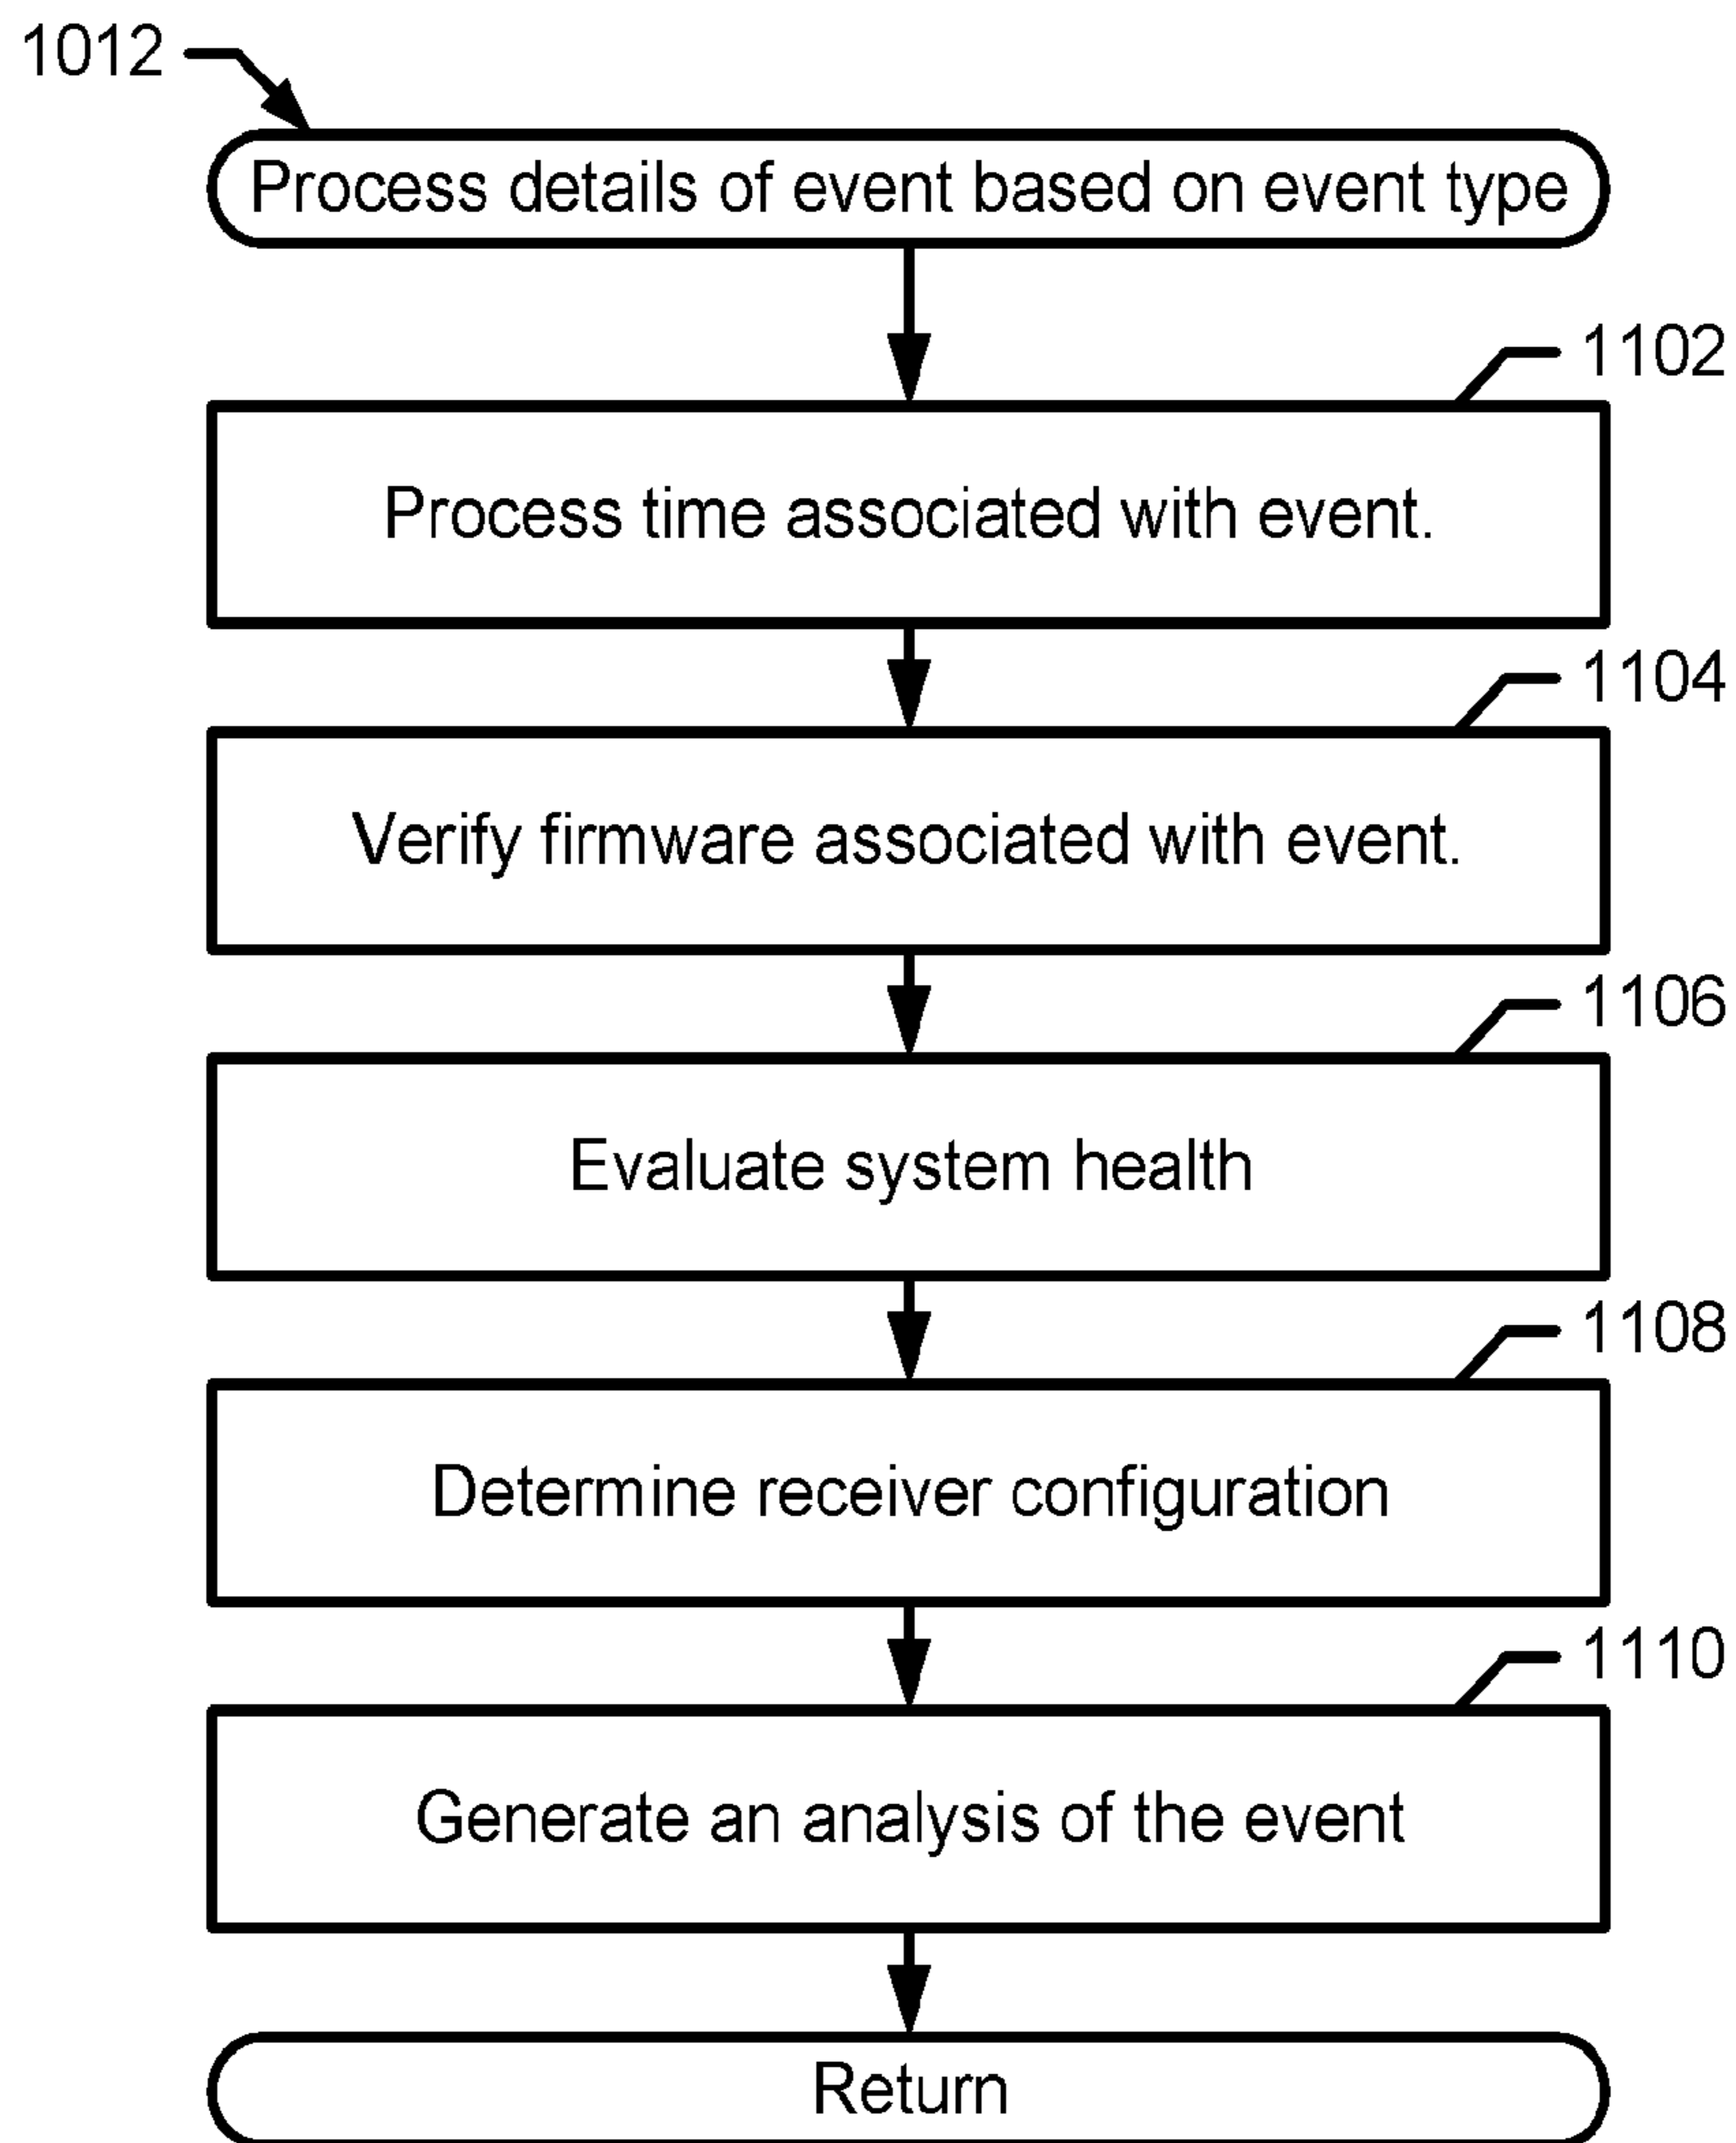 1012
Process details of event based on event type
1102
Process time associated with event.
1104
Verify firmware associated with event.
1106
Evaluate system health
1108
Determine receiver configuration
1110
Generate an analysis of the event
Return